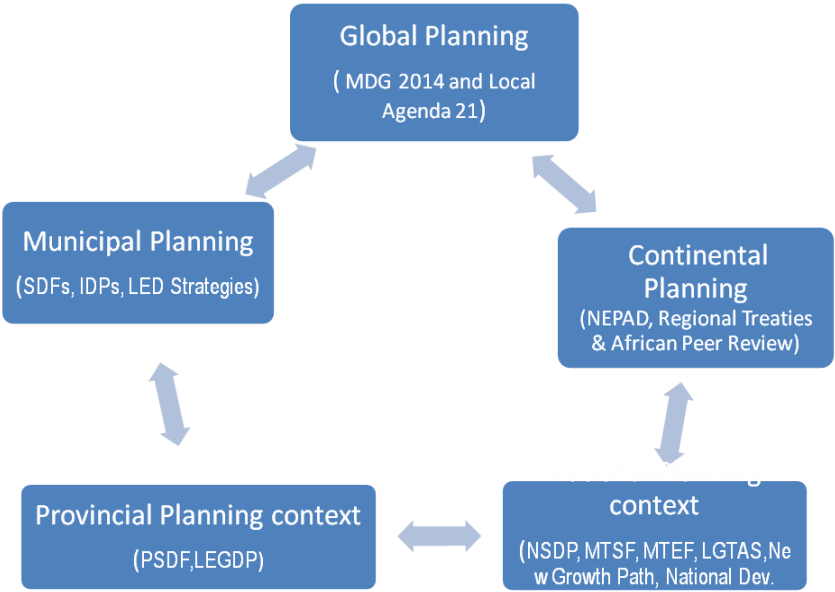 Global Planning
( MDG 2014 and Local
Agenda 21)
Municipal Planning
(SDFs, IDPs, LED Strategies)
Continental
Planning
(NEPAD, Regional Treaties
& African Peer Review)
Provincial Planning context
(PSDF,LEGDP)
context
(NSDP, MTSF, MTEF, LGTAS,Ne
w Growth Path, National Dev.